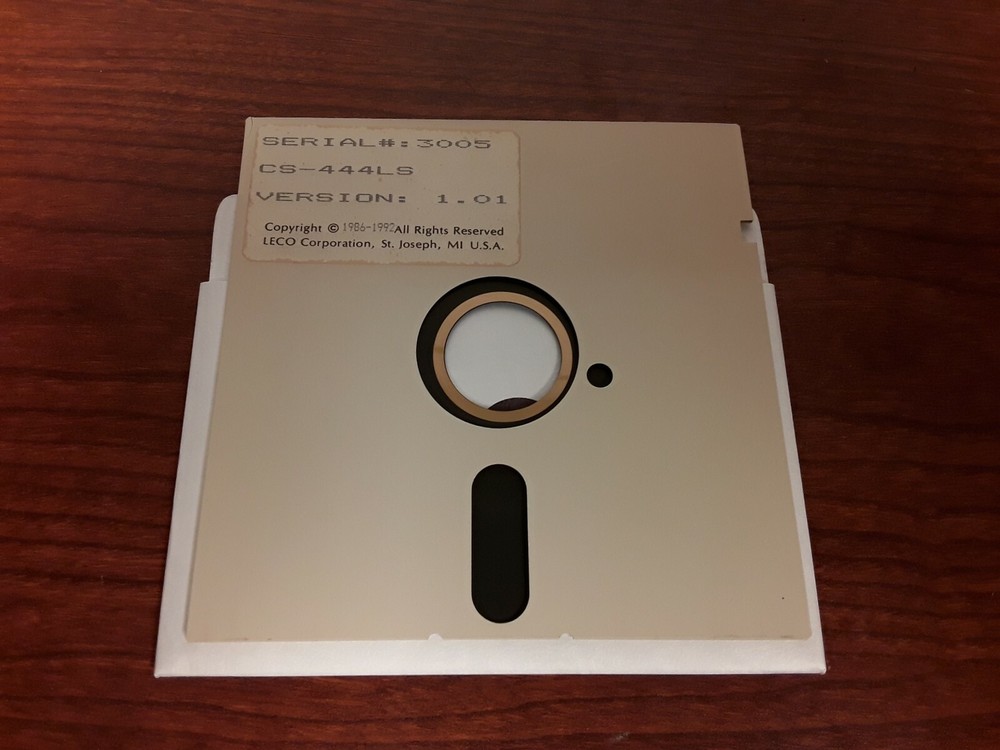 SERIAL#: 3005
CS-444LS
VERSION: 1.01
Copyright © 1986-1992 All Rights Reserved
LECO Corporation, St. Joseph, MI U.S.A.